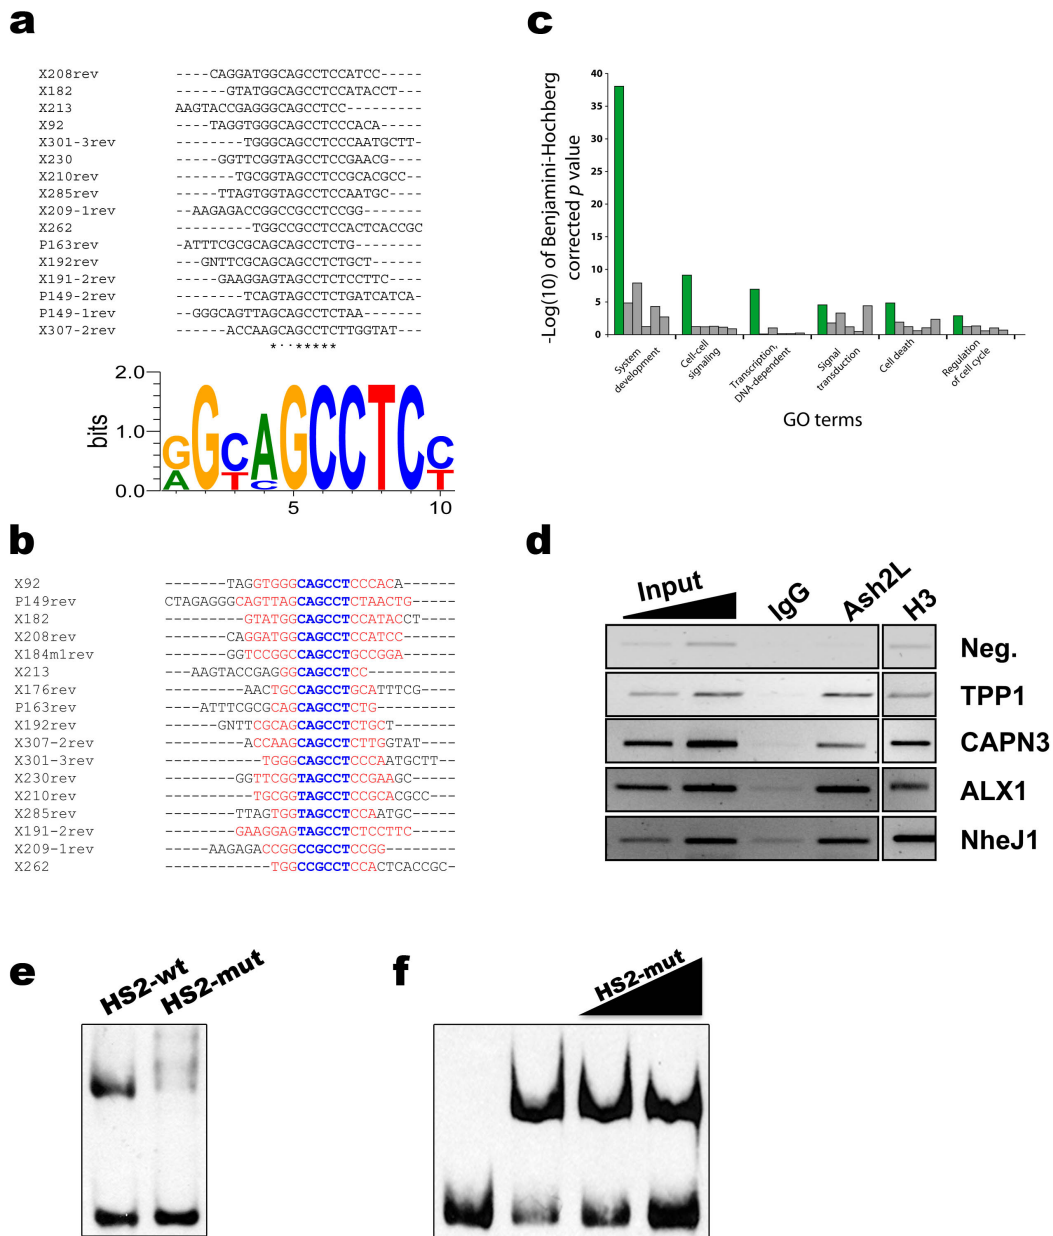 a
X208rev ----CAGGATGGCAGCCTCCATCC-----
X182 ------GTATGGCAGCCTCCATACCT---
X213 AAGTACCGAGGGCAGCCTCC---------
X92 ----TAGGTGGGCAGCCTCCCACA-----
X301-3rev --------TGGGCAGCCTCCCAATGCTT-
X230 -----GGTTCGGTAGCCTCCGAACG----
X210rev -------TGCGGTAGCCTCCGCACGCC--
X285rev -----TTAGTGGTAGCCTCCAATGC----
X209-1rev --AAGAGACCGGCCGCCTCCGG-------
X262 ---------TGGCCGCCTCCACTCACCGC
P163rev -ATTTCGCGCAGCAGCCTCTG--------
X192rev ---GNTTCGCAGCAGCCTCTGCT------
X191-2rev -----GAAGGAGTAGCCTCTCCTTC----
P149-2rev --------TCAGTAGCCTCTGATCATCA-
P149-1rev --GGGCAGTTAGCAGCCTCTAA-------
X307-2rev ------ACCAAGCAGCCTCTTGGTAT---
*..*****
2.0
1.0
0.0
bits
G G C A G C C T C C
A T C T
5 10
b
X92 -------TAGGTGGGCAGCCTCCCACA------
P149rev CTAGAGGGCAGTTAGCAGCCTCTAACTG-----
X182 ---------GTATGGCAGCCTCCATACCT----
X208rev -------CAGGATGGCAGCCTCCATCC------
X184m1rev -------GGTCCGGCCAGCCTGCCGGA------
X213 ---AAGTACCGAGGGCAGCCTCC----------
X176rev ---------AACTGCCAGCCTGCATTTCG----
P163rev ----ATTTCGCGCAGCAGCCTCTG---------
X192rev ------GNTTCGCAGCAGCCTCTGCT-------
X307-2rev ---------ACCAAGCAGCCTCTTGGTAT----
X301-3rev -----------TGGGCAGCCTCCCAATGCTT--
X230rev --------GGTTCGGTAGCCTCCGAAGC-----
X210rev ----------TGCGGTAGCCTCCGCACGCC---
X285rev --------TTAGTGGTAGCCTCCAATGC-----
X191-2rev --------GAAGGAGTAGCCTCTCCTTC-----
X209-1rev -----AAGAGACCGGCCGCCTCCGG--------
X262 ------------TGGCCGCCTCCACTCACCGC-
c
-Log(10) of Benjamini-Hochberg
corrected p value
40
35
30
25
20
15
10
5
0
System development
Cell-cell signaling
Transcription, DNA-dependent
Signal transduction
Cell death
Regulation of cell cycle
GO terms
d
Input IgG Ash2L H3
Neg.
TPP1
CAPN3
ALX1
NheJ1
e
HS2-wt HS2-mut
f
HS2-mut